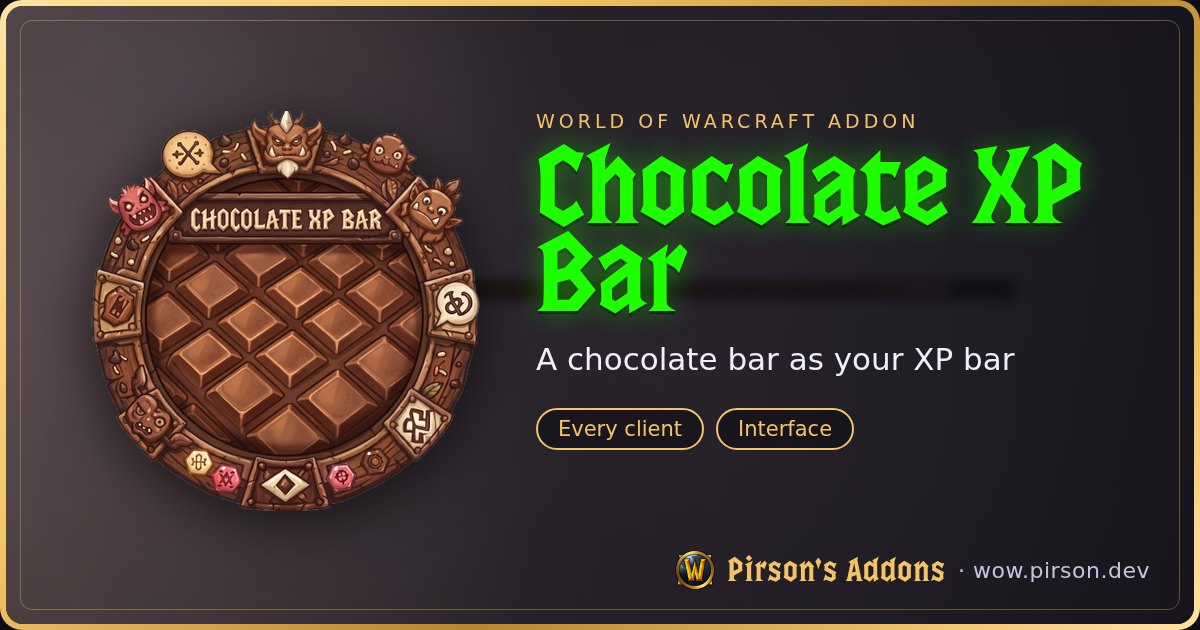 CHOCOLATE XP BAR
WORLD OF WARCRAFT ADDON
Chocolate XP
Bar
A chocolate bar as your XP bar
Every client
Interface
W Pirson's Addons · wow.pirson.dev